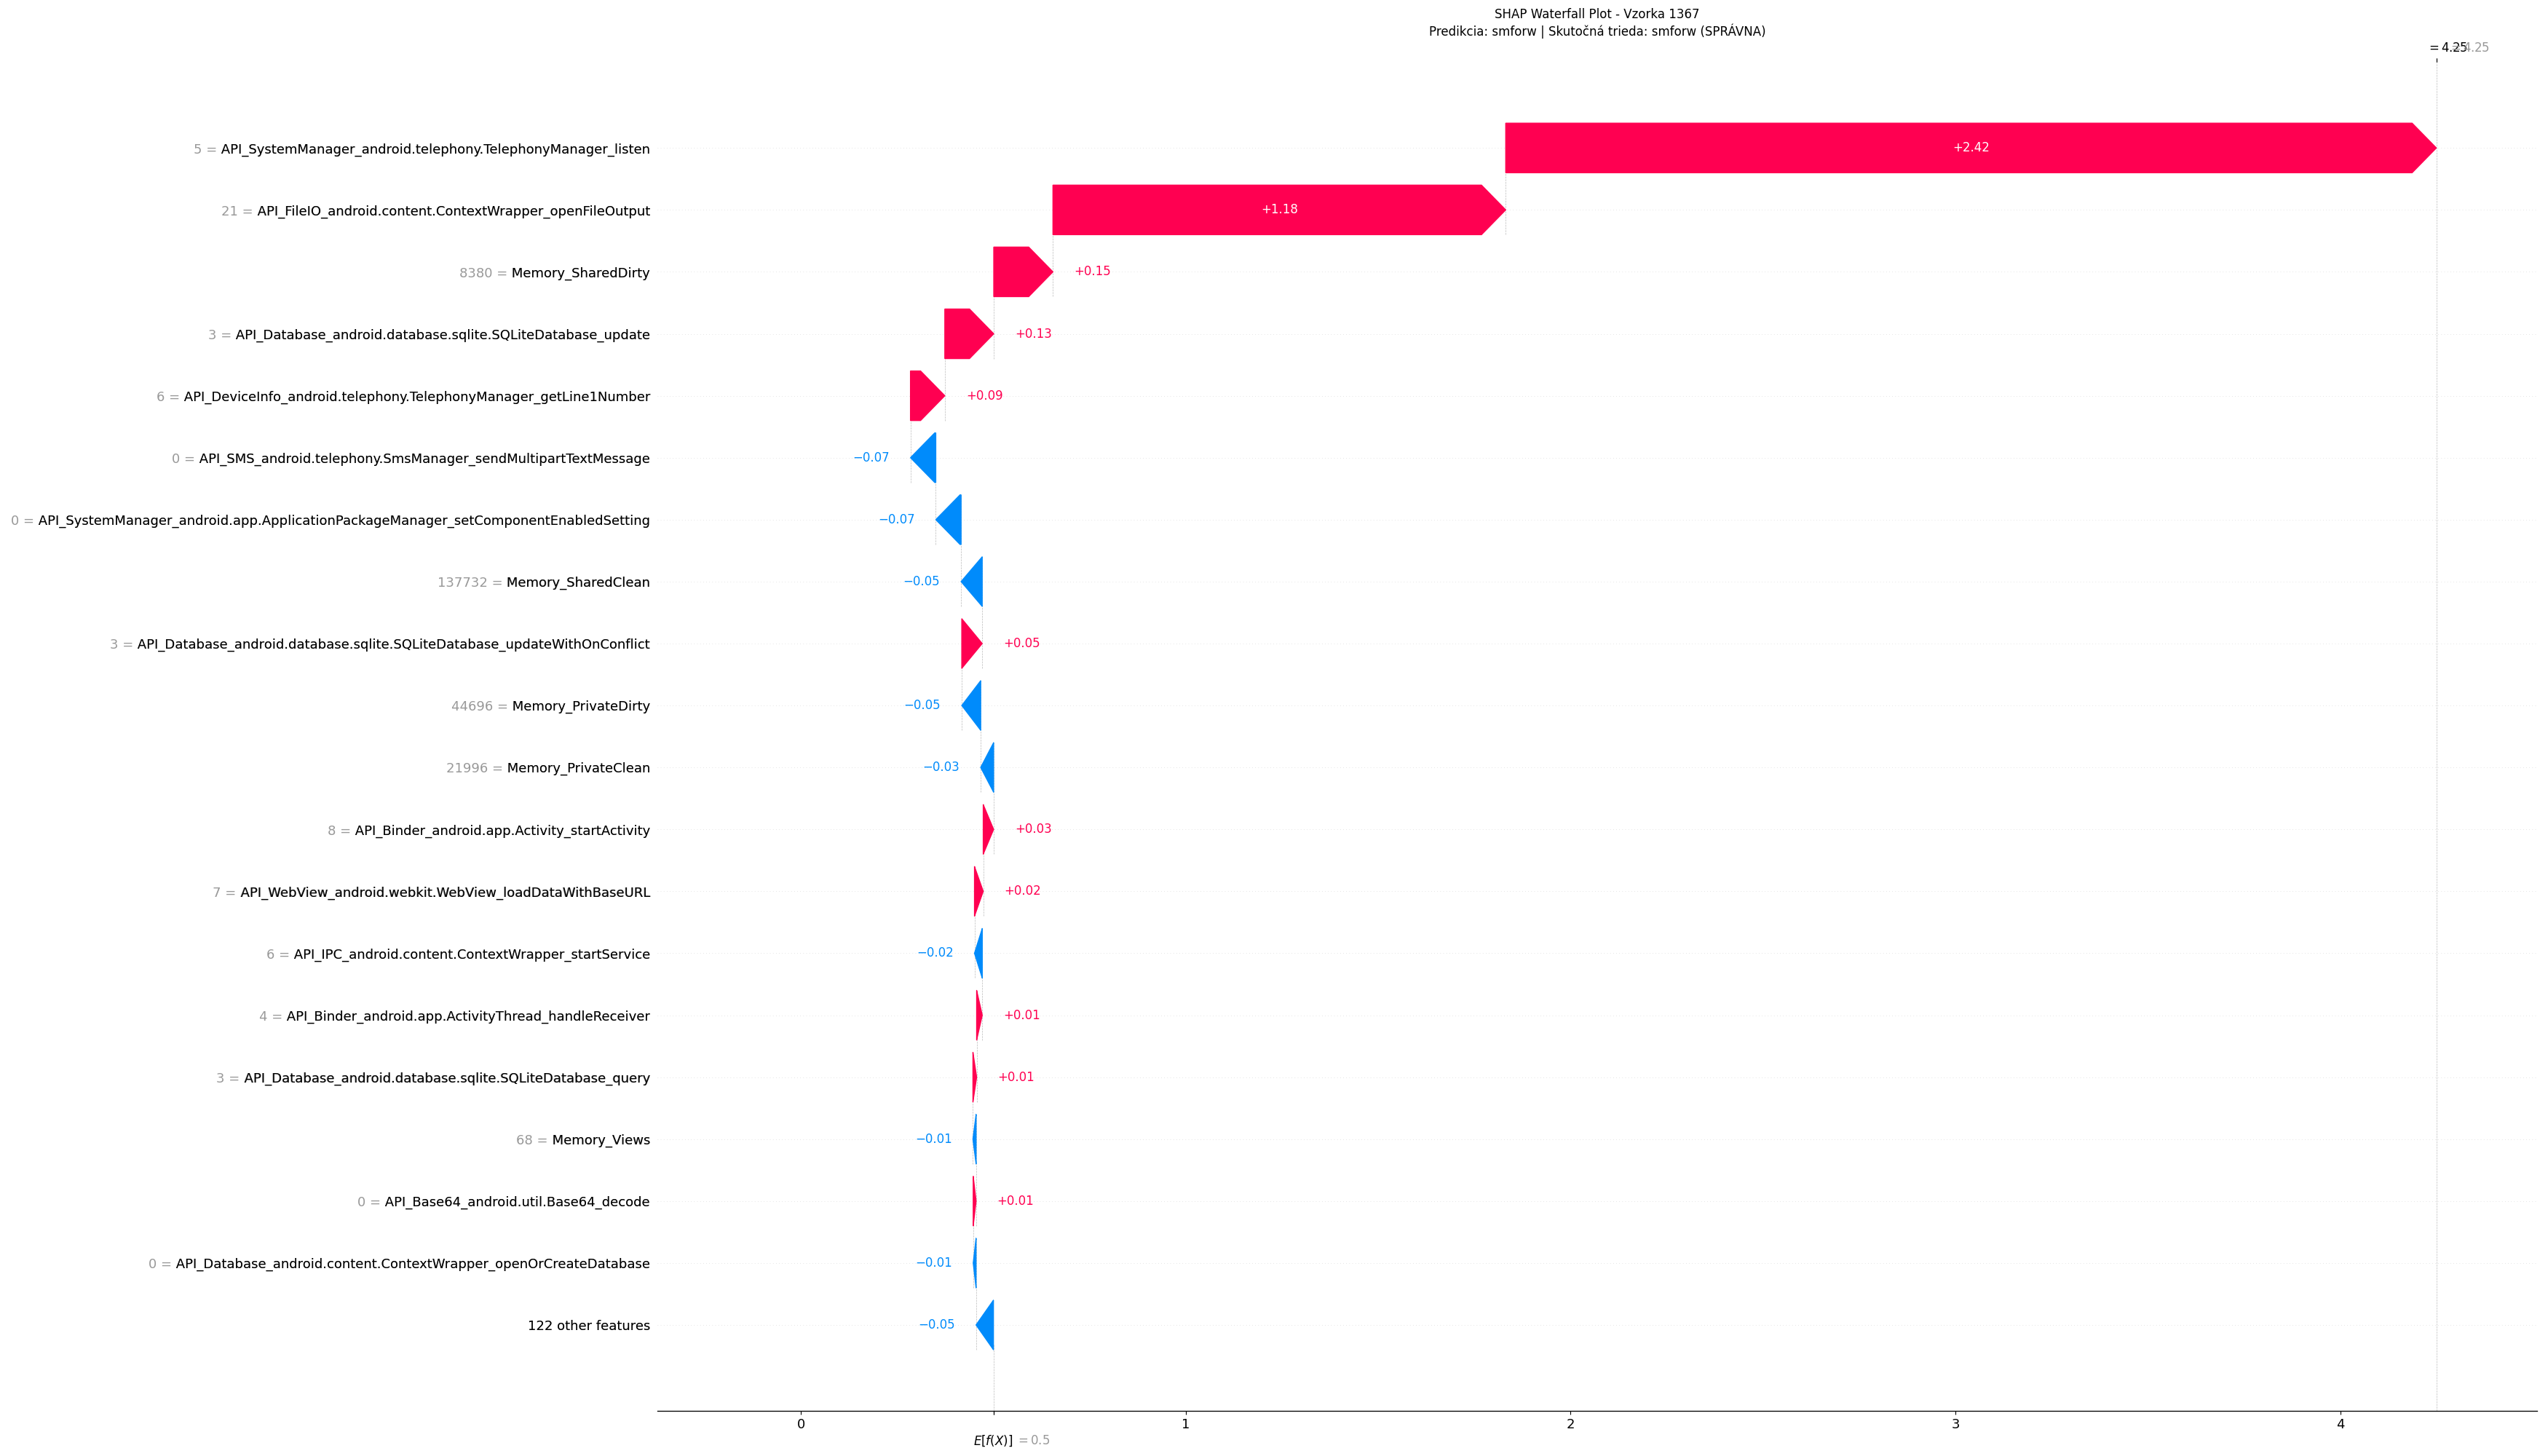 SHAP Waterfall Plot - Vzorka 1367
Predikcia: smforw | Skutočná trieda: smforw (SPRÁVNA)
= 4.25
5 = API_SystemManager_android.telephony.TelephonyManager_listen +2.42
21 = API_FileIO_android.content.ContextWrapper_openFileOutput +1.18
8380 = Memory_SharedDirty +0.15
3 = API_Database_android.database.sqlite.SQLiteDatabase_update +0.13
6 = API_DeviceInfo_android.telephony.TelephonyManager_getLine1Number +0.09
0 = API_SMS_android.telephony.SmsManager_sendMultipartTextMessage −0.07
0 = API_SystemManager_android.app.ApplicationPackageManager_setComponentEnabledSetting −0.07
137732 = Memory_SharedClean −0.05
3 = API_Database_android.database.sqlite.SQLiteDatabase_updateWithOnConflict +0.05
44696 = Memory_PrivateDirty −0.05
21996 = Memory_PrivateClean −0.03
8 = API_Binder_android.app.Activity_startActivity +0.03
7 = API_WebView_android.webkit.WebView_loadDataWithBaseURL +0.02
6 = API_IPC_android.content.ContextWrapper_startService −0.02
4 = API_Binder_android.app.ActivityThread_handleReceiver +0.01
3 = API_Database_android.database.sqlite.SQLiteDatabase_query +0.01
68 = Memory_Views −0.01
0 = API_Base64_android.util.Base64_decode +0.01
0 = API_Database_android.content.ContextWrapper_openOrCreateDatabase −0.01
122 other features −0.05
0 1 2 3 4
E[f(X)] = 0.5